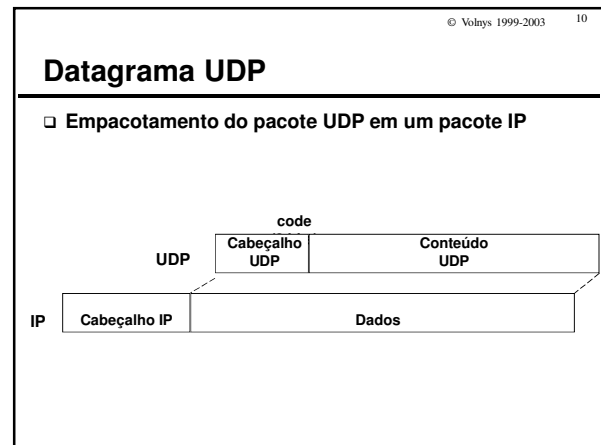 © Volnys 1999-2003 10
Datagrama UDP
❑ Empacotamento do pacote UDP em um pacote IP
code
UDP
Cabeçalho
UDP
Conteúdo
UDP
IP
Cabeçalho IP
Dados